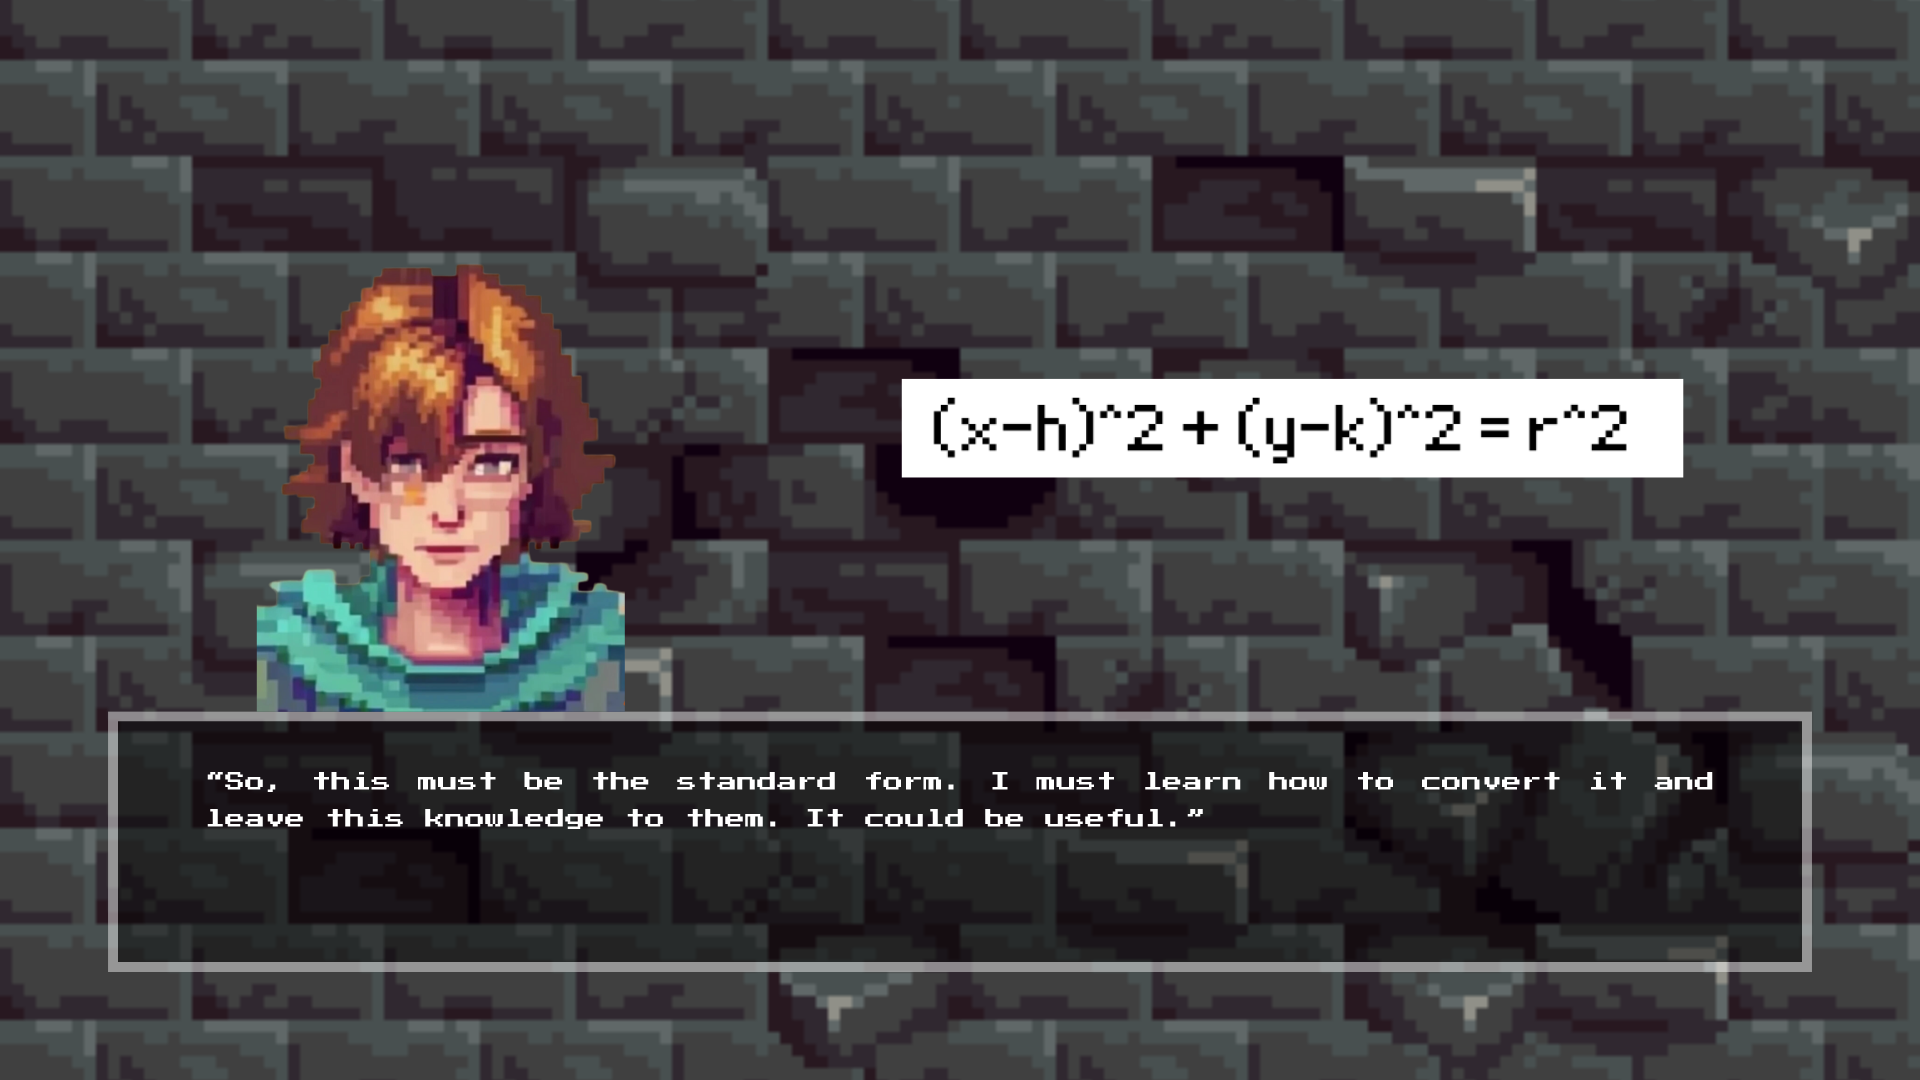 (x-h)^2 + (y-k)^2 = r^2
“So, this must be the standard form. I must learn how to convert it and
leave this knowledge to them. It could be useful.”